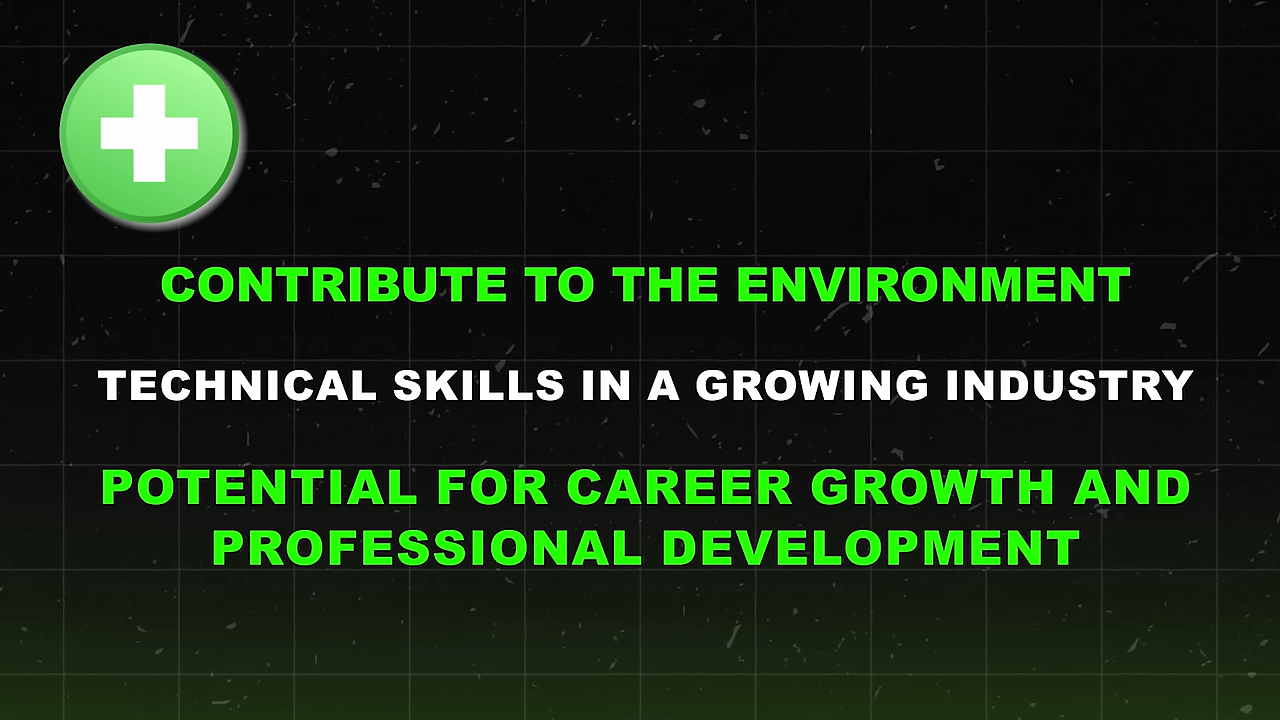 CONTRIBUTE TO THE ENVIRONMENT
TECHNICAL SKILLS IN A GROWING INDUSTRY
POTENTIAL FOR CAREER GROWTH AND
PROFESSIONAL DEVELOPMENT